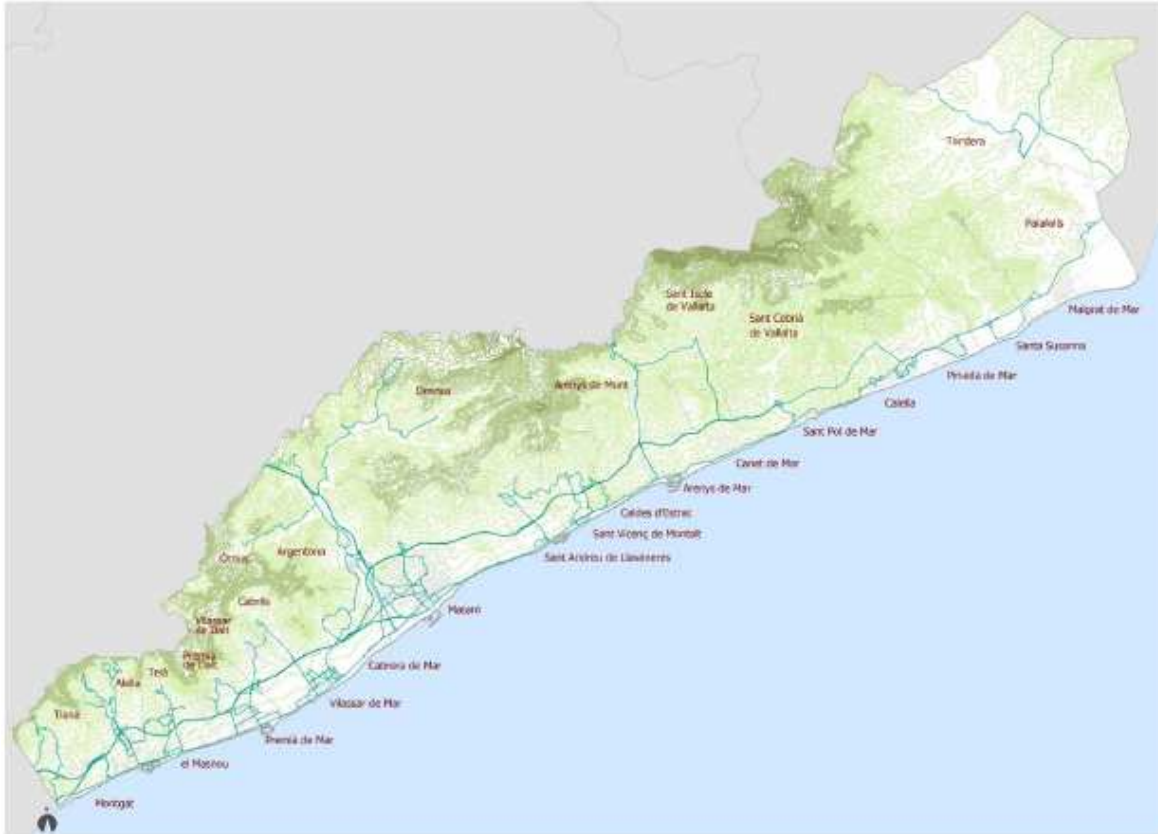 Tordera
Palafolls
Sant Iscle
de Vallalta
Sant Cebrià
de Vallalta
Malgrat de Mar
Santa Susanna
Pineda de Mar
Calella
Sant Pol de Mar
Canet de Mar
Arenys de Mar
Arenys de Munt
Dosrius
Caldes d'Estrac
Sant Vicenç de Montalt
Sant Andreu de Llavaneres
Argentona
Òrrius
Cabrils
Mataró
Vilassar
de Dalt
Premià
de Dalt
Teià
Alella
Tiana
Cabrera de Mar
Vilassar de Mar
Premià de Mar
el Masnou
Montgat